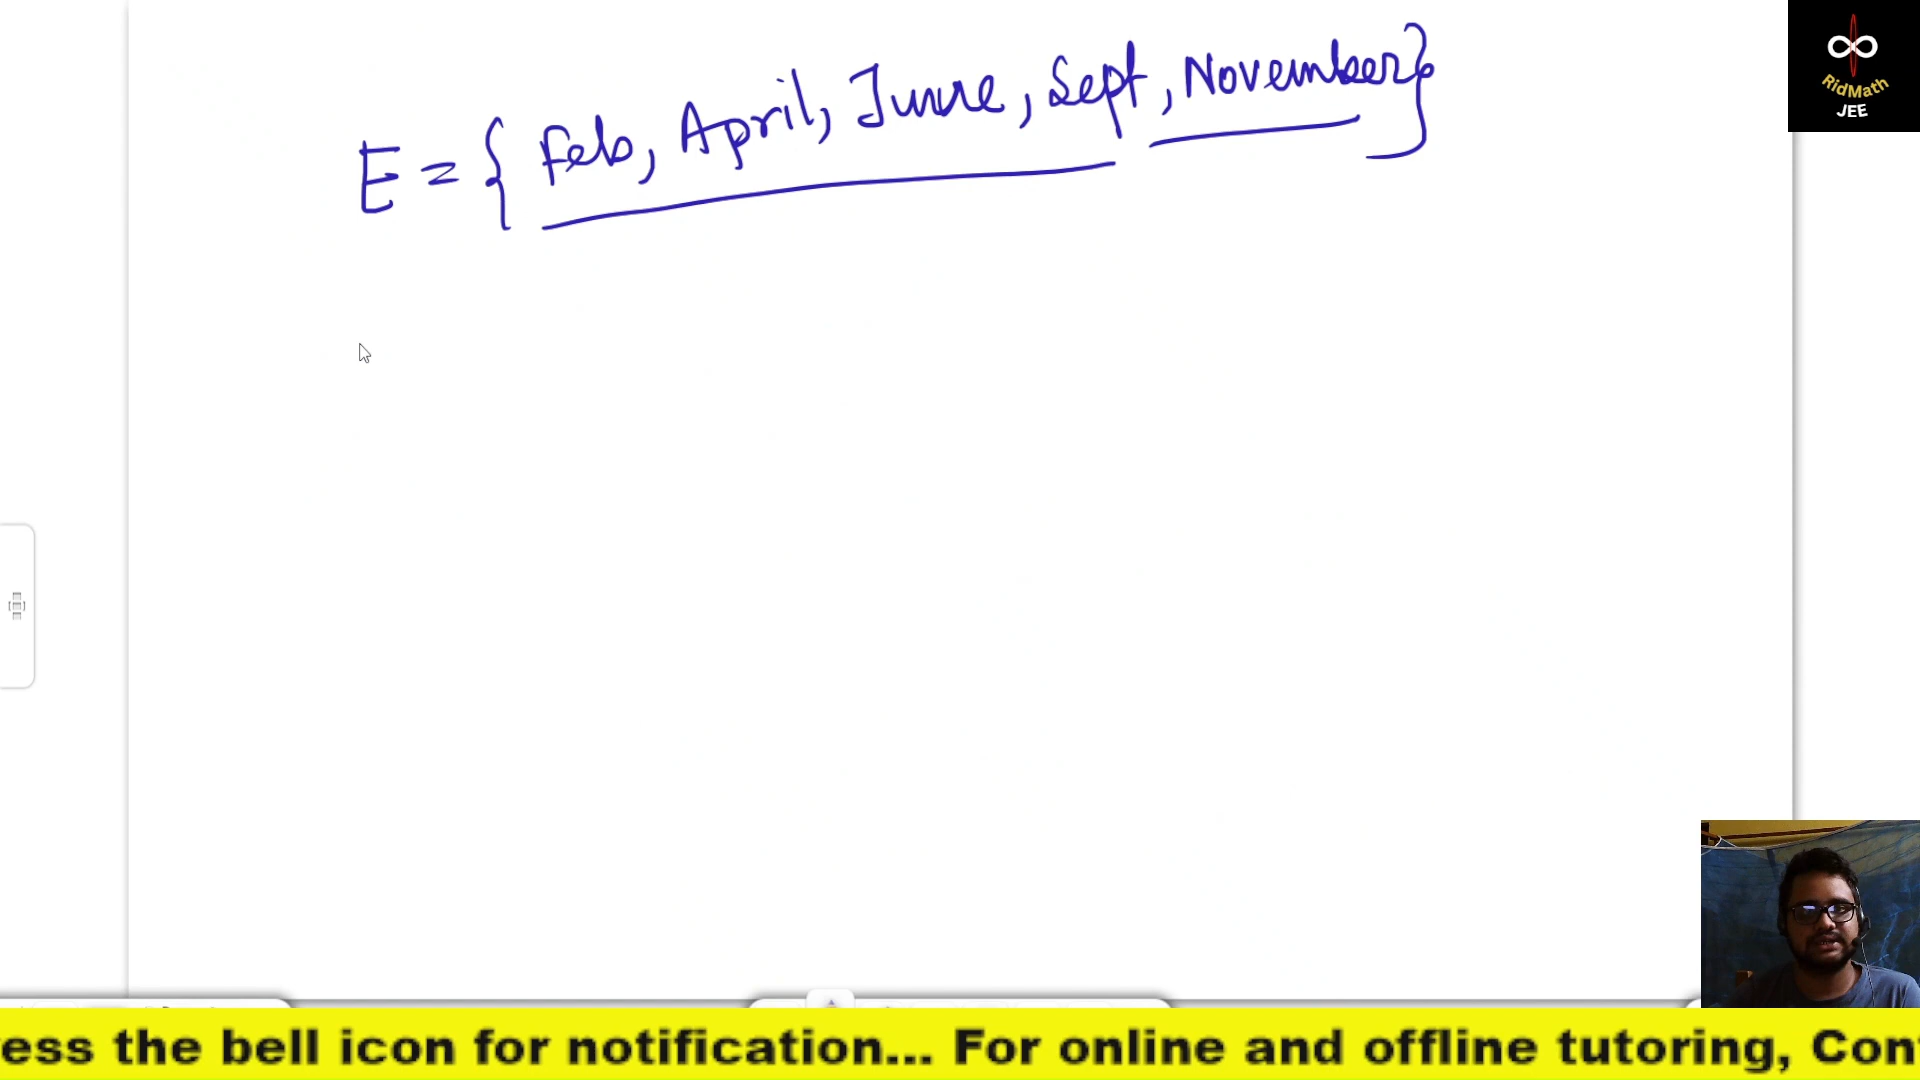 E = { Feb, April, June, Sept, November}
RidMath
JEE
ess the bell icon for notification... For online and offline tutoring, Con